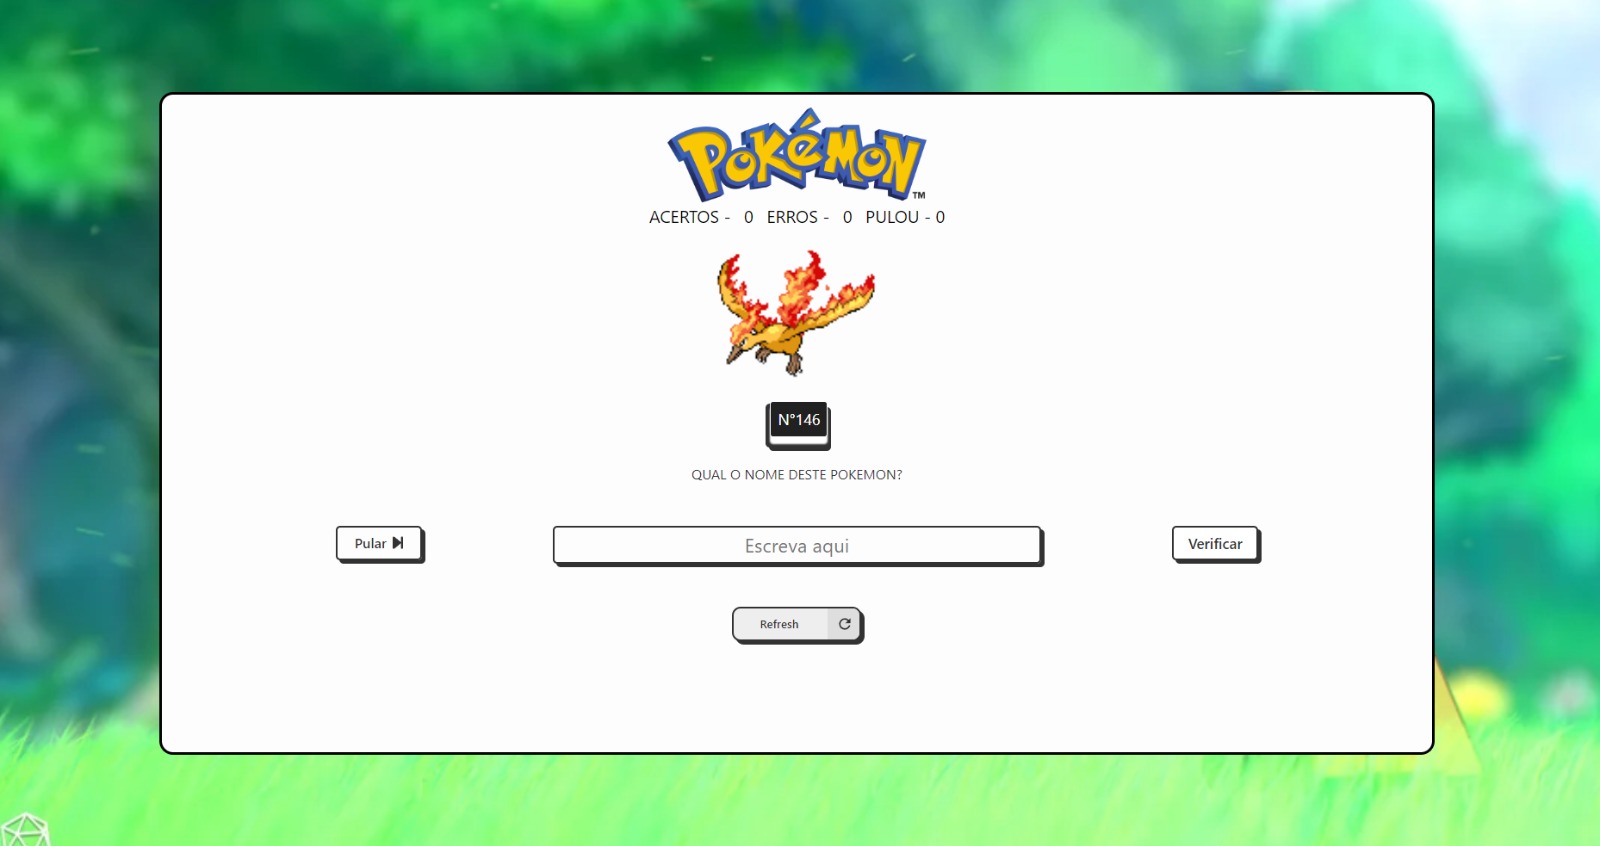 POKéMON™
ACERTOS - 0 ERROS - 0 PULOU - 0
N°146
QUAL O NOME DESTE POKEMON?
Pular
Escreva aqui
Verificar
Refresh